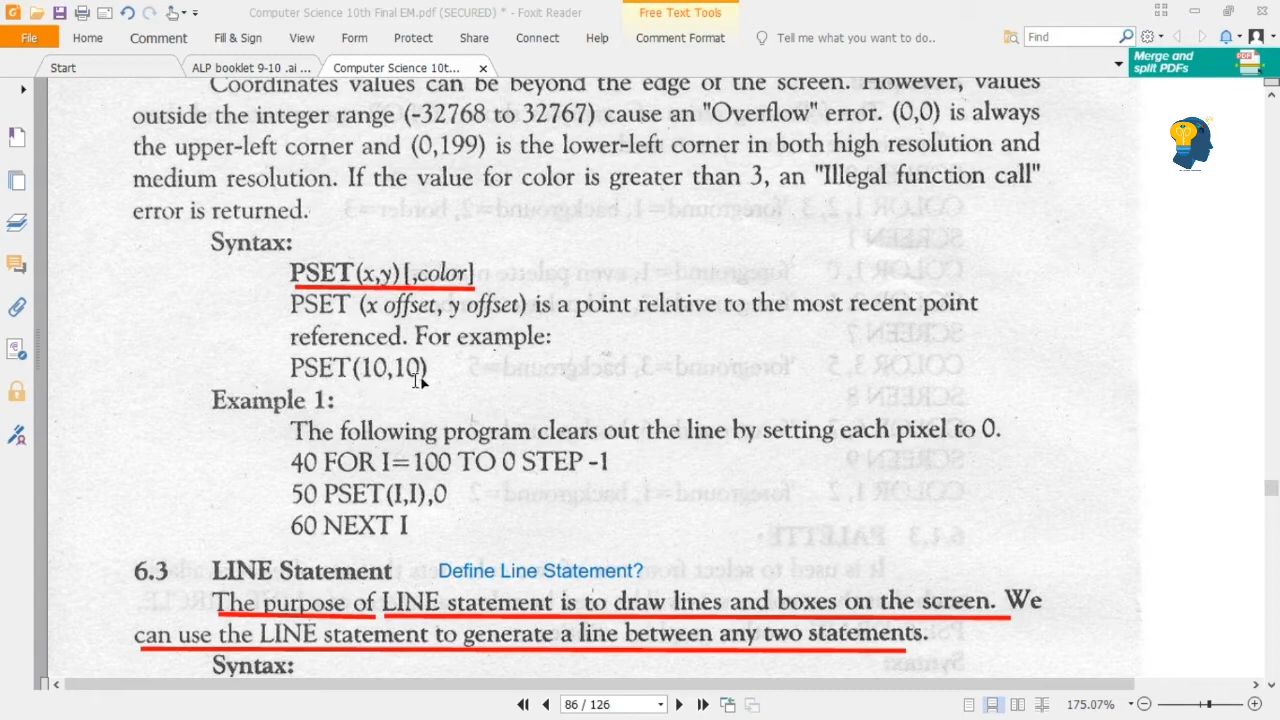 Computer Science 10th Final EM.pdf (SECURED) * - Foxit Reader
Free Text Tools
File
Home
Comment
Fill & Sign
View
Form
Protect
Share
Connect
Help
Comment Format
Tell me what you want to do..
Find
Start
ALP booklet 9-10 .ai ...
Computer Science 10t...
Merge and
split PDFs
Coordinates values can be beyond the edge of the screen. However, values
outside the integer range (-32768 to 32767) cause an "Overflow" error. (0,0) is always
the upper-left corner and (0,199) is the lower-left corner in both high resolution and
medium resolution. If the value for color is greater than 3, an "Illegal function call"
error is returned.
Syntax:
PSET(x,y)[,color]
PSET (x offset, y offset) is a point relative to the most recent point
referenced. For example:
PSET(10,10)
Example 1:
The following program clears out the line by setting each pixel to 0.
40 FOR I=100 TO 0 STEP -1
50 PSET(I,I),0
60 NEXT I
6.3 LINE Statement Define Line Statement?
The purpose of LINE statement is to draw lines and boxes on the screen. We
can use the LINE statement to generate a line between any two statements.
Syntax:
86 / 126
175.07%